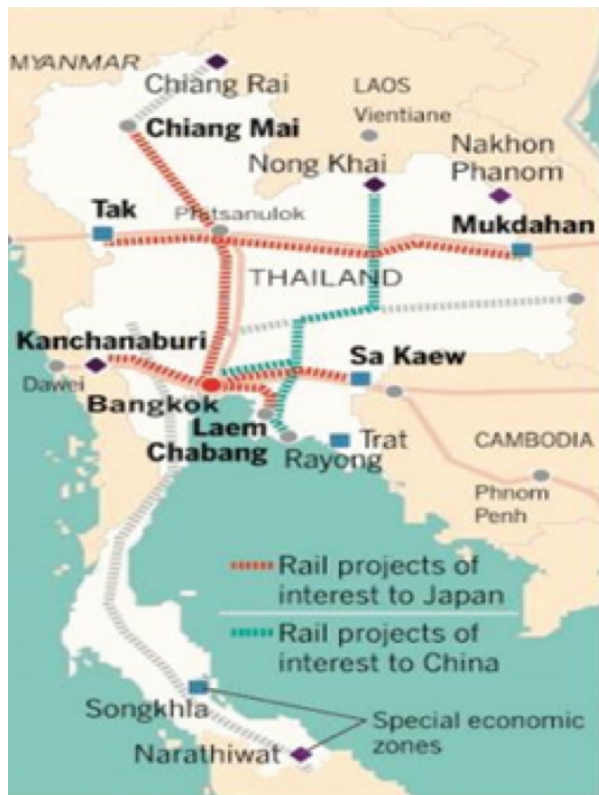 MYANMAR
Chiang Rai
LAOS
Vientiane
Chiang Mai
Nong Khai
Nakhon
Phanom
Tak
Phitsanulok
Mukdahan
THAILAND
Kanchanaburi
Dawei
Sa Kaew
Bangkok
Laem
Chabang
Rayong
Trat
CAMBODIA
Phnom
Penh
Rail projects of
interest to Japan
Rail projects of
interest to China
Songkhla
Special economic
zones
Narathiwat